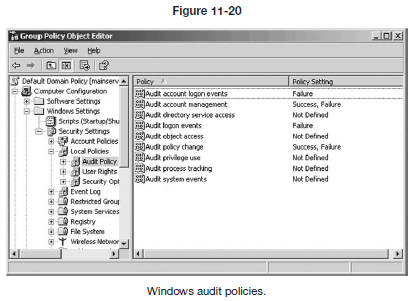 Figure 11-20
Group Policy Object Editor
File Action View Help
Default Domain Policy [mainserv
Computer Configuration
Software Settings
Windows Settings
Scripts (Startup/Shu
Security Settings
Account Policies
Local Policies
Audit Policy
User Rights
Security Opt
Event Log
Restricted Group
System Services
Registry
File System
Wireless Networ
Policy Policy Setting
Audit account logon events Failure
Audit account management Success, Failure
Audit directory service access Not Defined
Audit logon events Failure
Audit object access Not Defined
Audit policy change Success, Failure
Audit privilege use Not Defined
Audit process tracking Not Defined
Audit system events Not Defined
Windows audit policies.